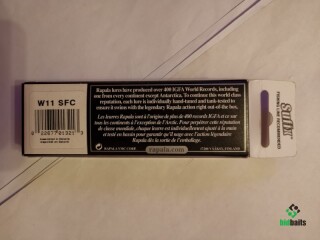 W11 SFC
Rapala lures have produced over 400 IGFA World Records, including
one from every continent except Antarctica. To continue this world class
reputation, each lure is individually hand-tuned and tank-tested to
ensure it swims with the legendary Rapala action right out of the box.
Les leurres Rapala sont à l'origine de plus de 400 records IGFA et ce sur
tous les continents à l'exception de l'Arctic. Pour perpétuer cette réputation
de classe mondiale, chaque leurre est individuellement ajusté à la main
et testé en bassin pour garantir l'action légendaire du
Rapala dès la sortie de l'emballage.
rapala.com
SUFIX
bidbaits